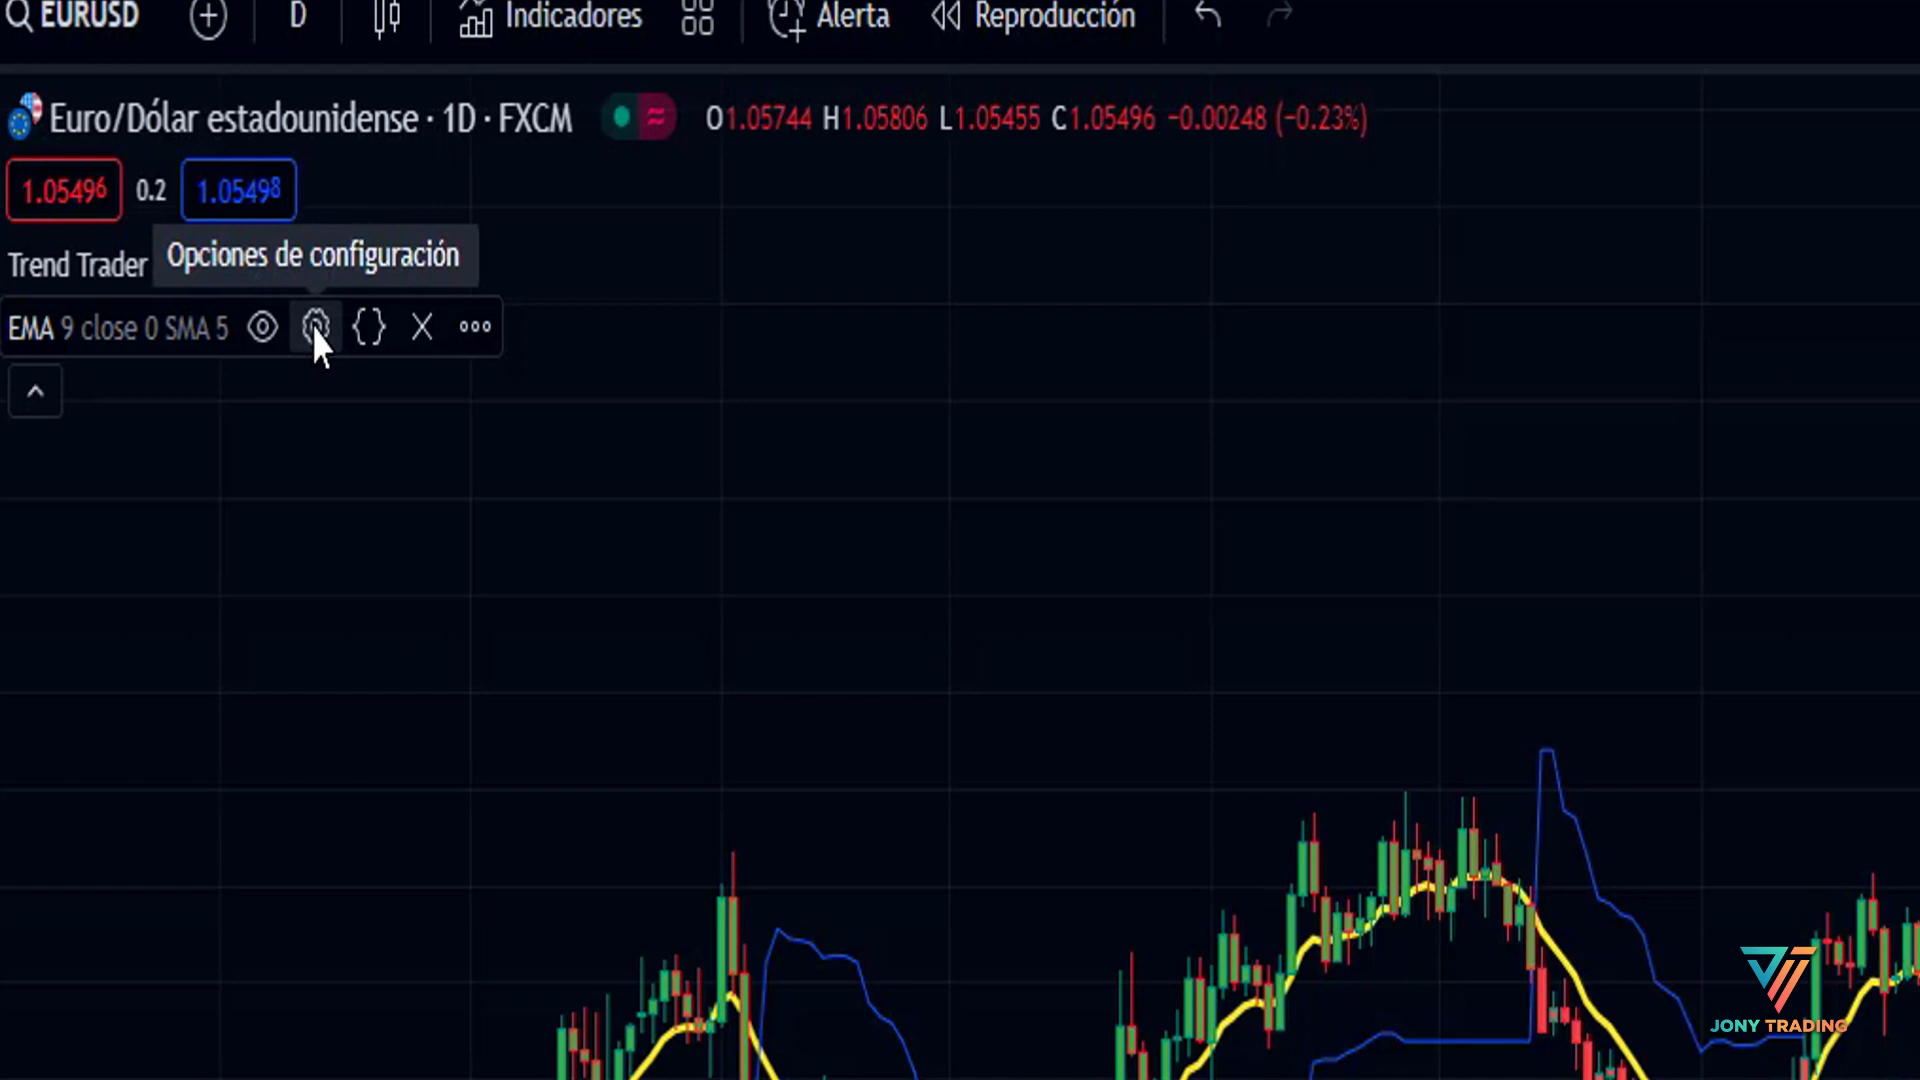 EURUSD D Indicadores Alerta Reproducción
Euro/Dólar estadounidense · 1D · FXCM O1.05744 H1.05806 L1.05455 C1.05496 −0.00248 (−0.23%)
1.05496 0.2 1.05498
Trend Trader Opciones de configuración
EMA 9 close 0 SMA 5
JONY TRADING